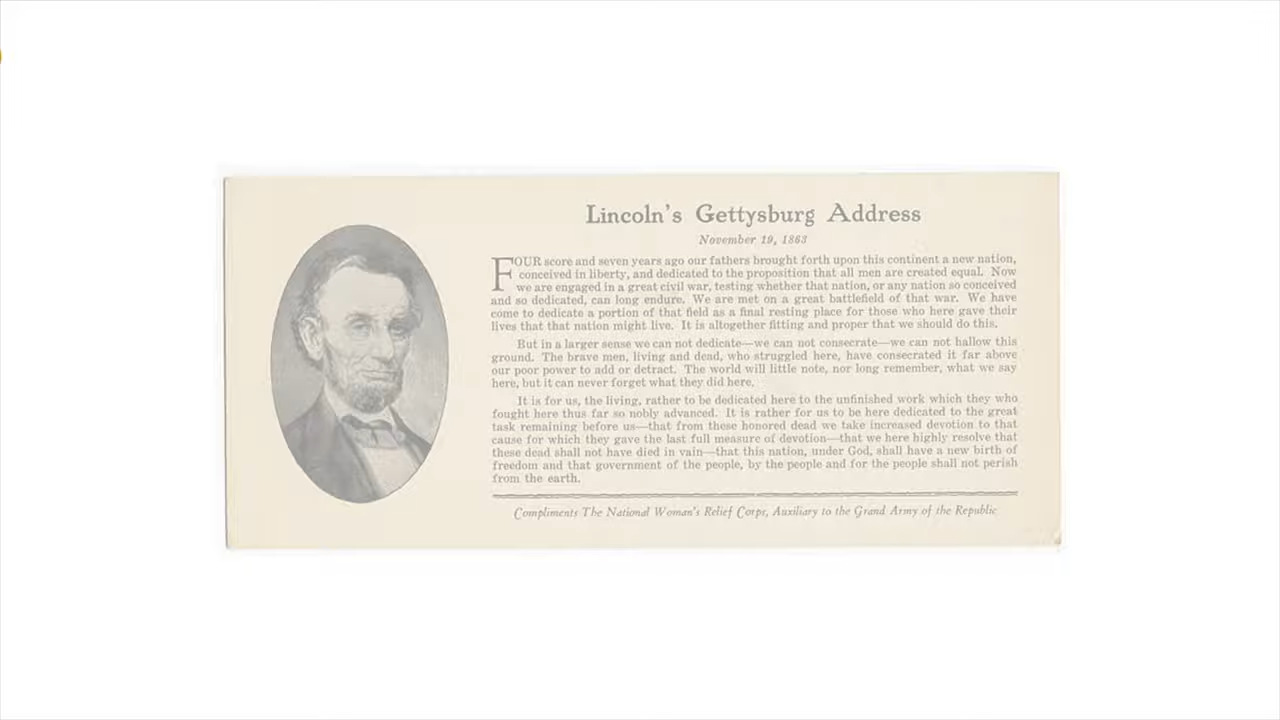 Lincoln's Gettysburg Address
November 19, 1863
FOUR score and seven years ago our fathers brought forth upon this continent a new nation,
conceived in liberty, and dedicated to the proposition that all men are created equal. Now
we are engaged in a great civil war, testing whether that nation, or any nation so conceived
and so dedicated, can long endure. We are met on a great battlefield of that war. We have
come to dedicate a portion of that field as a final resting place for those who here gave their
lives that that nation might live. It is altogether fitting and proper that we should do this.
But in a larger sense we can not dedicate—we can not consecrate—we can not hallow this
ground. The brave men, living and dead, who struggled here, have consecrated it far above
our poor power to add or detract. The world will little note, nor long remember, what we say
here, but it can never forget what they did here.
It is for us, the living, rather to be dedicated here to the unfinished work which they who
fought here thus far so nobly advanced. It is rather for us to be here dedicated to the great
task remaining before us—that from these honored dead we take increased devotion to that
cause for which they gave the last full measure of devotion—that we here highly resolve that
these dead shall not have died in vain—that this nation, under God, shall have a new birth of
freedom and that government of the people, by the people and for the people shall not perish
from the earth.
Compliments The National Woman's Relief Corps, Auxiliary to the Grand Army of the Republic